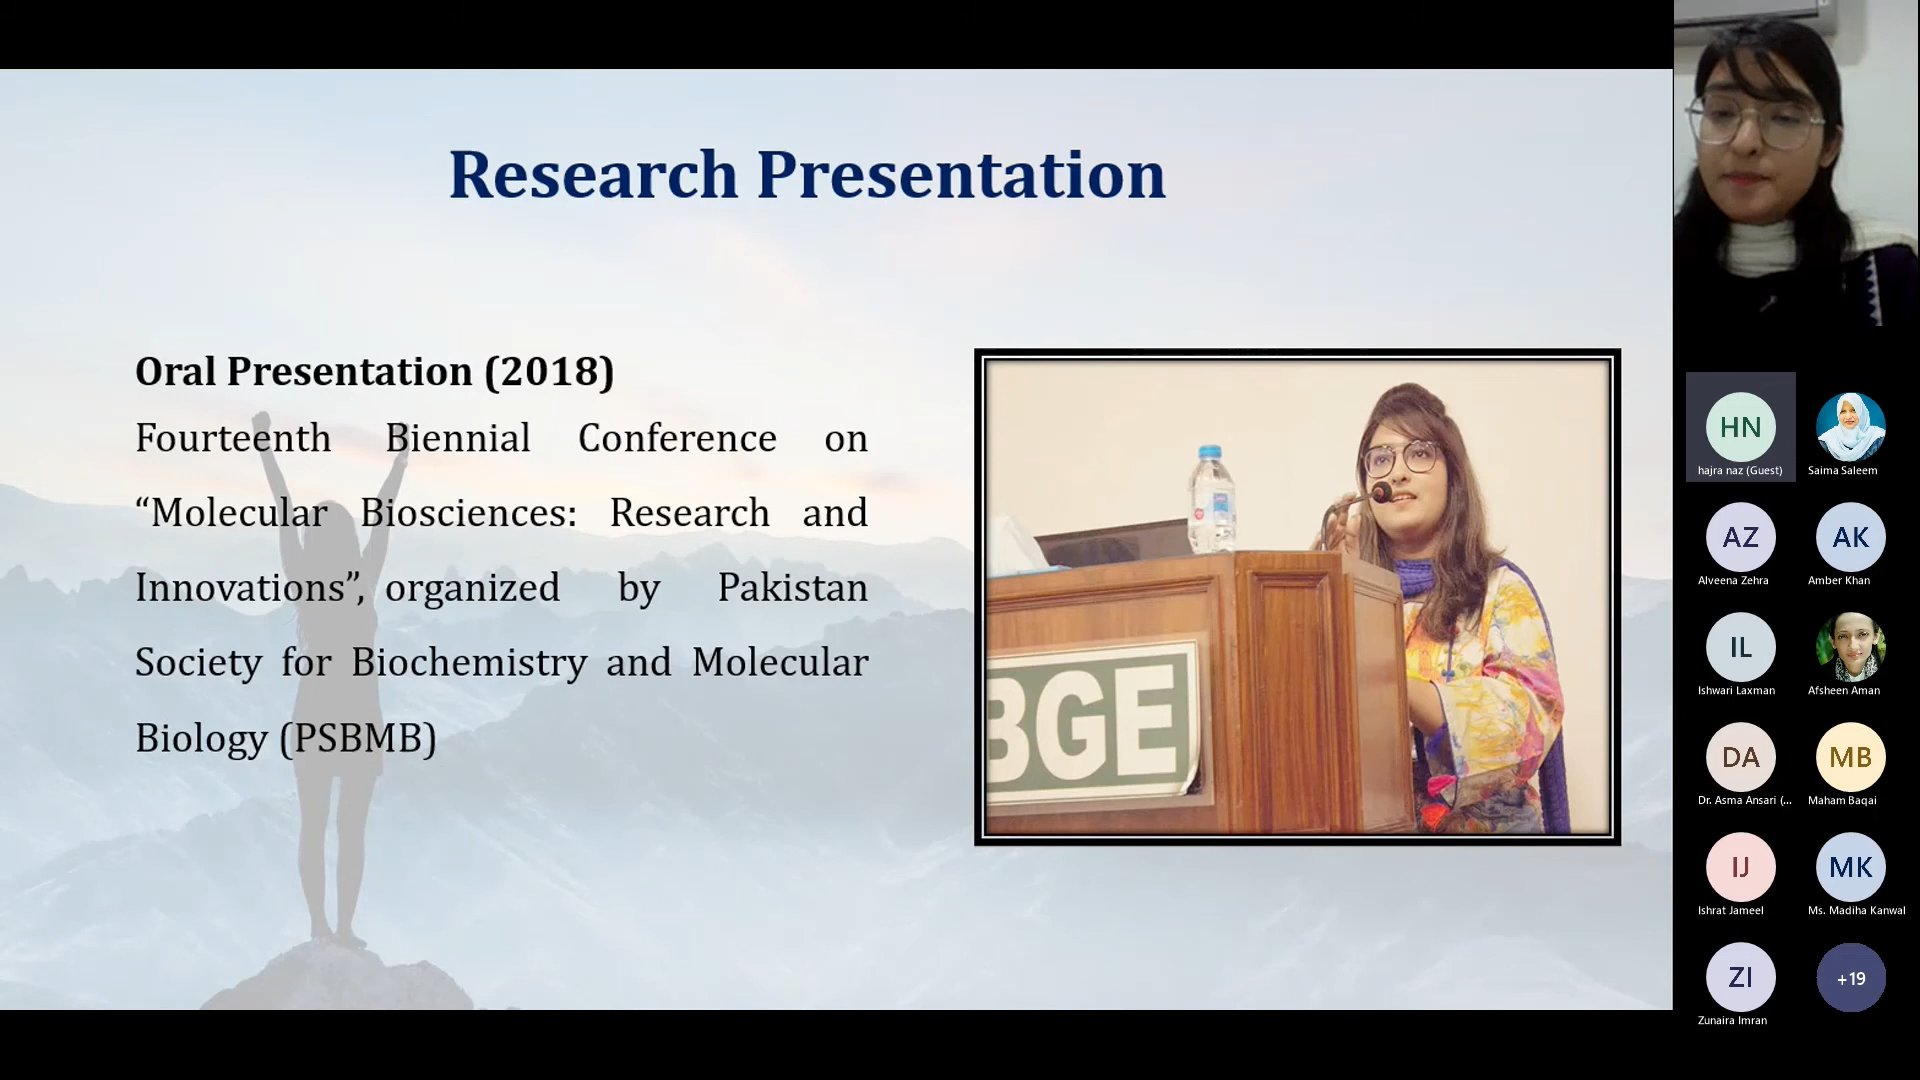 Research Presentation
Oral Presentation (2018)
Fourteenth Biennial Conference on
“Molecular Biosciences: Research and
Innovations”, organized by Pakistan
Society for Biochemistry and Molecular
Biology (PSBMB)
BGE
HN
hajra naz (Guest)
Saima Saleem
AZ
Alveena Zehra
AK
Amber Khan
IL
Ishwari Laxman
Afsheen Aman
DA
Dr. Asma Ansari (...
MB
Maham Baqai
IJ
Ishrat Jameel
MK
Ms. Madiha Kanwal
ZI
Zunaira Imran
+19